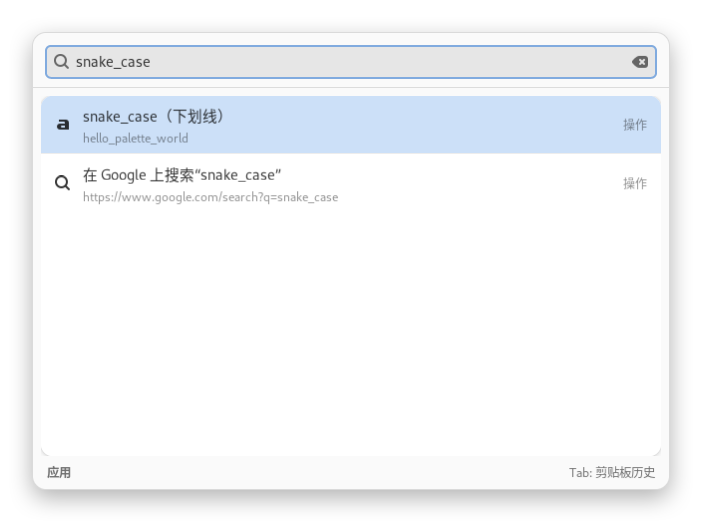 snake_case
a snake_case（下划线）
hello_palette_world
操作
在 Google 上搜索“snake_case”
https://www.google.com/search?q=snake_case
操作
应用
Tab: 剪贴板历史